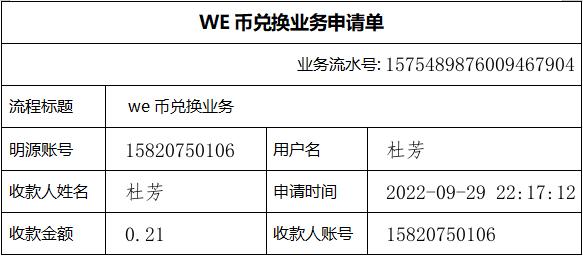 WE 币兑换业务申请单
业务流水号: 1575489876009467904
流程标题 we 币兑换业务
明源账号 15820750106 用户名 杜芳
收款人姓名 杜芳 申请时间 2022-09-29 22:17:12
收款金额 0.21 收款人账号 15820750106